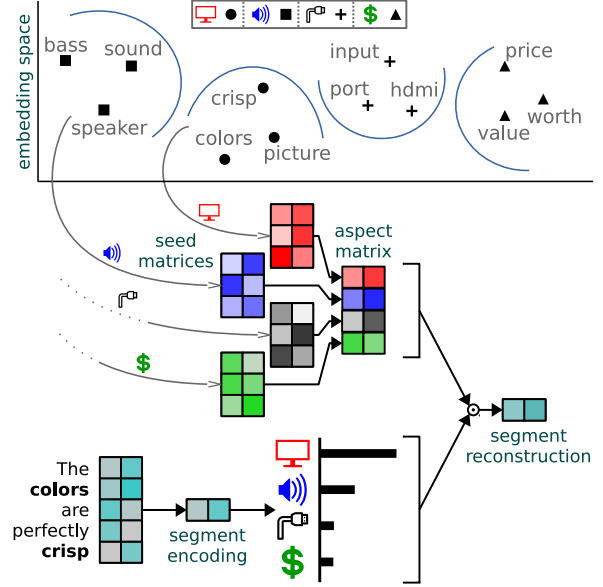 embedding space
bass
sound
speaker
crisp
colors
picture
input
port
hdmi
price
worth
value
seed
matrices
aspect
matrix
$
The
colors
are
perfectly
crisp
segment
encoding
$
segment
reconstruction